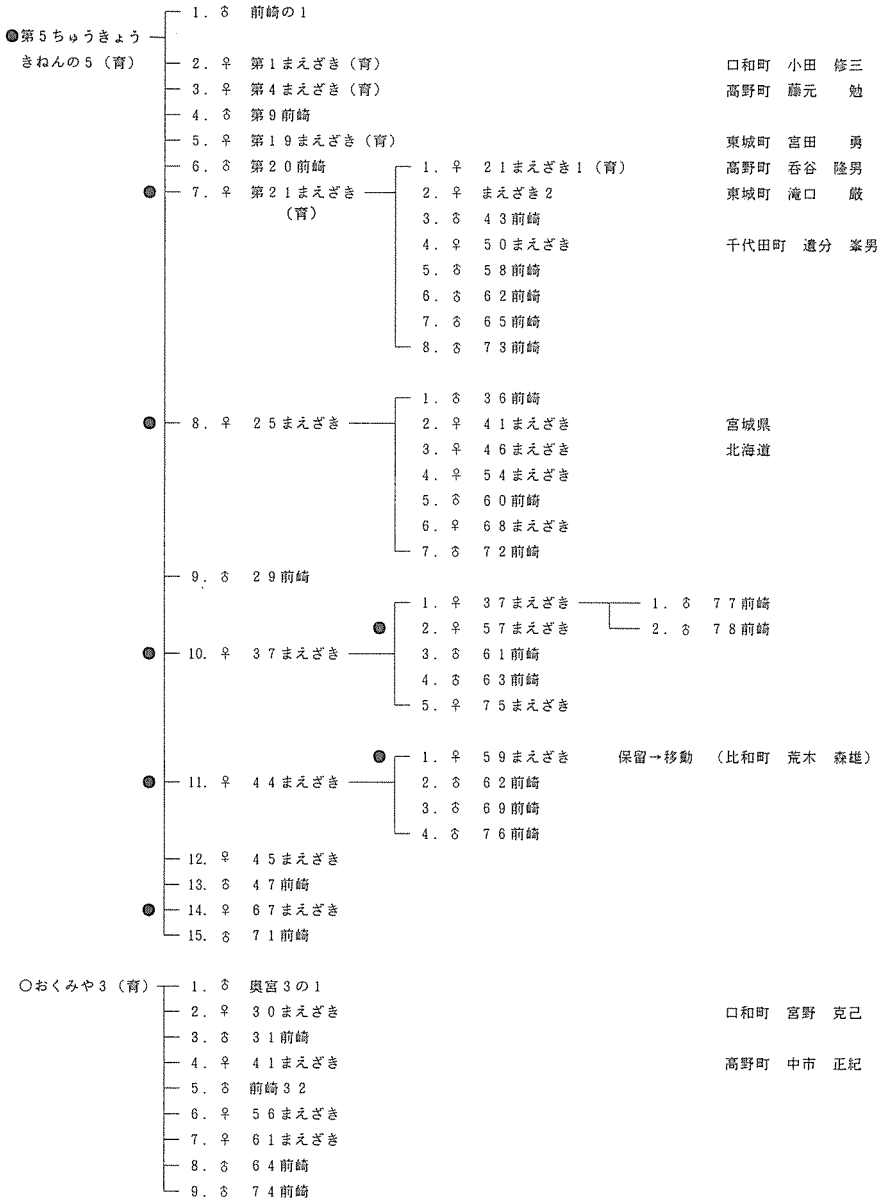 1. ♂ 前崎の1
●第5ちゅうきょう
きねんの5(育)
2. ♀ 第1まえざき(育) 口和町 小田 修三
3. ♀ 第4まえざき(育) 高野町 藤元 勉
4. ♂ 第9前崎
5. ♀ 第19まえざき(育) 東城町 宮田 勇
6. ♂ 第20前崎 1. ♀ 21まえざき1(育) 高野町 呑谷 隆男
● 7. ♀ 第21まえざき 2. ♀ まえざき2 東城町 滝口 厳
(育) 3. ♂ 43前崎
4. ♀ 50まえざき 千代田町 遣分 峯男
5. ♂ 58前崎
6. ♂ 62前崎
7. ♂ 65前崎
8. ♂ 73前崎
1. ♂ 36前崎
● 8. ♀ 25まえざき 2. ♀ 41まえざき 宮城県
3. ♀ 46まえざき 北海道
4. ♀ 54まえざき
5. ♂ 60前崎
6. ♀ 68まえざき
7. ♂ 72前崎
9. ♂ 29前崎
1. ♀ 37まえざき 1. ♂ 77前崎
● 2. ♀ 57まえざき 2. ♂ 78前崎
● 10. ♀ 37まえざき 3. ♂ 61前崎
4. ♂ 63前崎
5. ♀ 75まえざき
● 1. ♀ 59まえざき 保留→移動 (比和町 荒木 森雄)
● 11. ♀ 44まえざき 2. ♂ 62前崎
3. ♂ 69前崎
4. ♂ 76前崎
12. ♀ 45まえざき
13. ♂ 47前崎
● 14. ♀ 67まえざき
15. ♂ 71前崎
○おくみや3(育) 1. ♂ 奥宮3の1
2. ♀ 30まえざき 口和町 宮野 克己
3. ♂ 31前崎
4. ♀ 41まえざき 高野町 中市 正紀
5. ♂ 前崎32
6. ♀ 56まえざき
7. ♀ 61まえざき
8. ♂ 64前崎
9. ♂ 74前崎